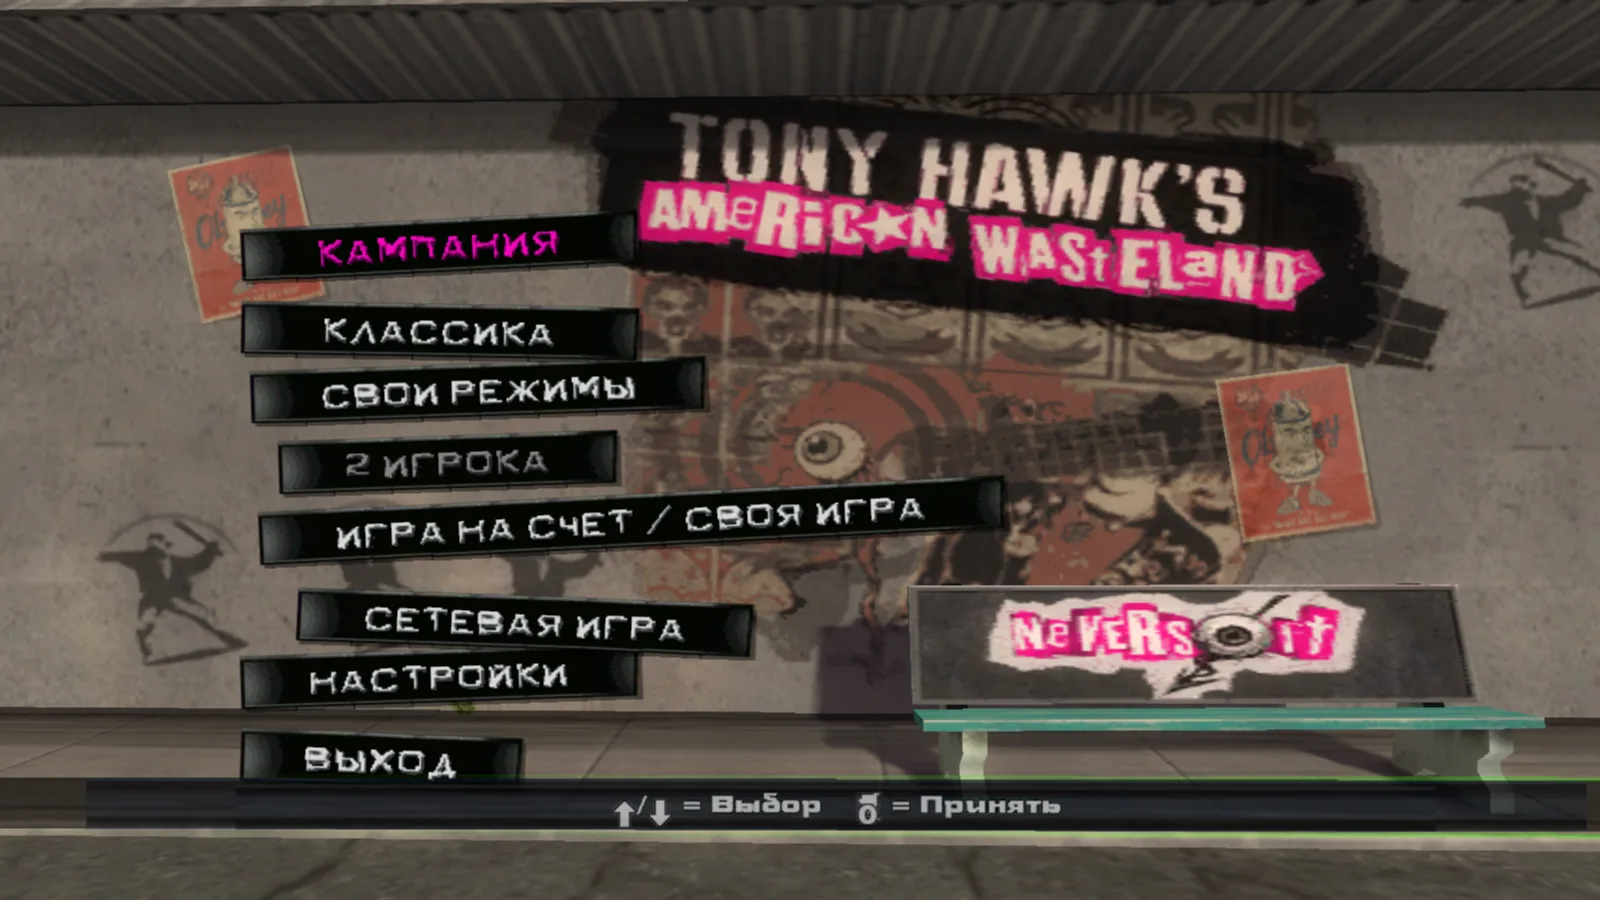 TONY HAWK'S
AMERICAN WASTELAND
КАМПАНИЯ
КЛАССИКА
СВОИ РЕЖИМЫ
2 ИГРОКА
ИГРА НА СЧЕТ / СВОЯ ИГРА
СЕТЕВАЯ ИГРА
НАСТРОЙКИ
ВЫХОД
NEVERSOFT
↑/↓ = Выбор 0 = Принять